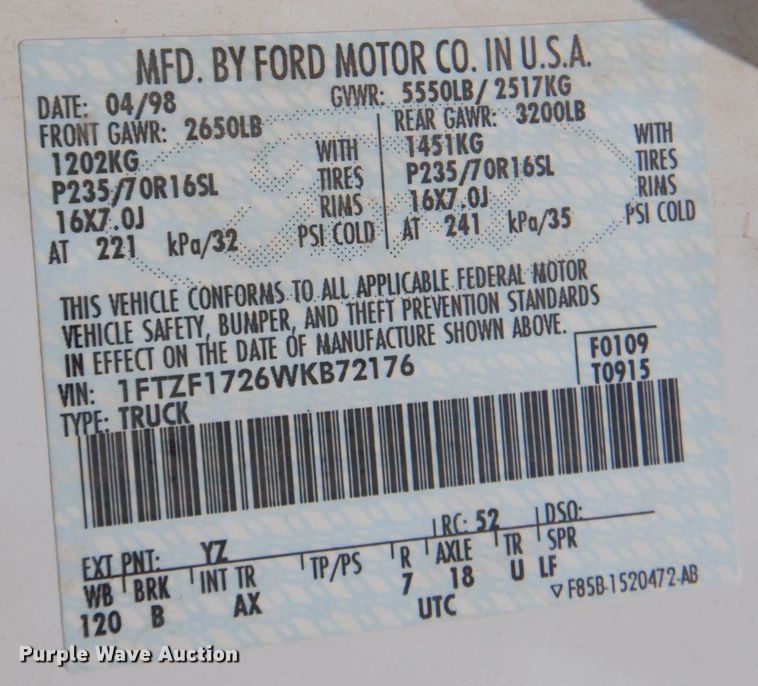 MFD. BY FORD MOTOR CO. IN U.S.A.
DATE: 04/98 GVWR: 5550LB/ 2517KG
FRONT GAWR: 2650LB REAR GAWR: 3200LB
1202KG WITH 1451KG WITH
P235/70R16SL TIRES P235/70R16SL TIRES
16X7.0J RIMS 16X7.0J RIMS
AT 221 kPa/32 PSI COLD AT 241 kPa/35 PSI COLD
THIS VEHICLE CONFORMS TO ALL APPLICABLE FEDERAL MOTOR
VEHICLE SAFETY, BUMPER, AND THEFT PREVENTION STANDARDS
IN EFFECT ON THE DATE OF MANUFACTURE SHOWN ABOVE.
VIN: 1FTZF1726WKB72176 F0109
TYPE: TRUCK T0915
EXT PNT: YZ RC: 52 DSO:
WB BRK INT TR TP/PS R AXLE TR SPR
120 B AX 7 18 U LF
UTC ▽F85B-1520472-AB
Purple Wave Auction